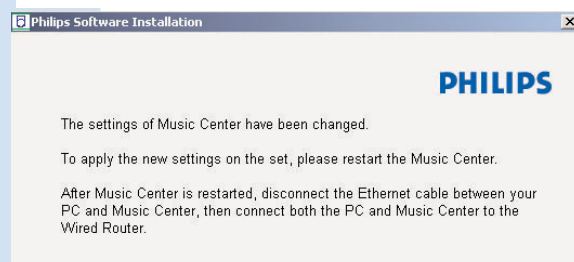 Philips Software Installation
PHILIPS
The settings of Music Center have been changed.
To apply the new settings on the set, please restart the Music Center.
After Music Center is restarted, disconnect the Ethernet cable between your
PC and Music Center, then connect both the PC and Music Center to the
Wired Router.